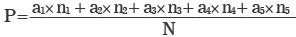 P= a₁×n₁ + a₂×n₂+ a₃×n₃+ a₄×n₄+ a₅×n₅
N